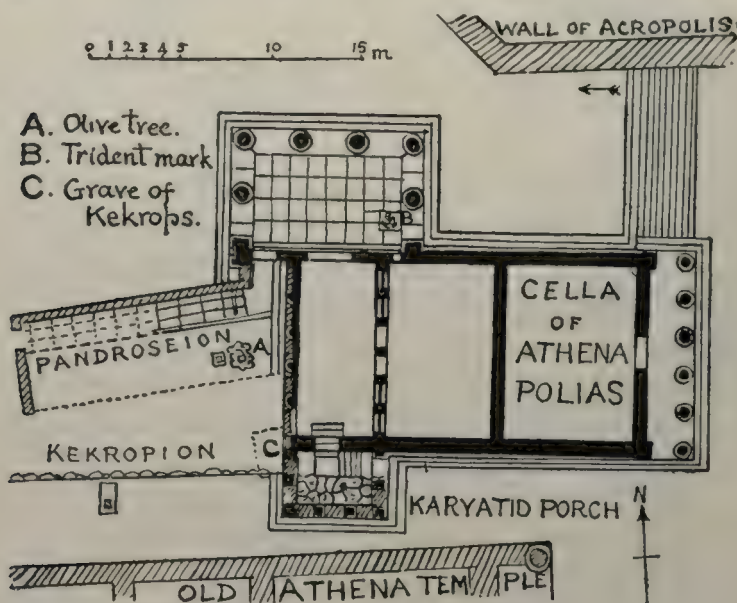 WALL OF ACROPOLIS
0 1 2 3 4 5 10 15 m
A. Olive tree.
B. Trident mark
C. Grave of
Kekrops.
B
CELLA
OF
ATHENA
POLIAS
PANDROSEION
A
KEKROPION
C
KARYATID PORCH
N
OLD ATHENA TEMPLE